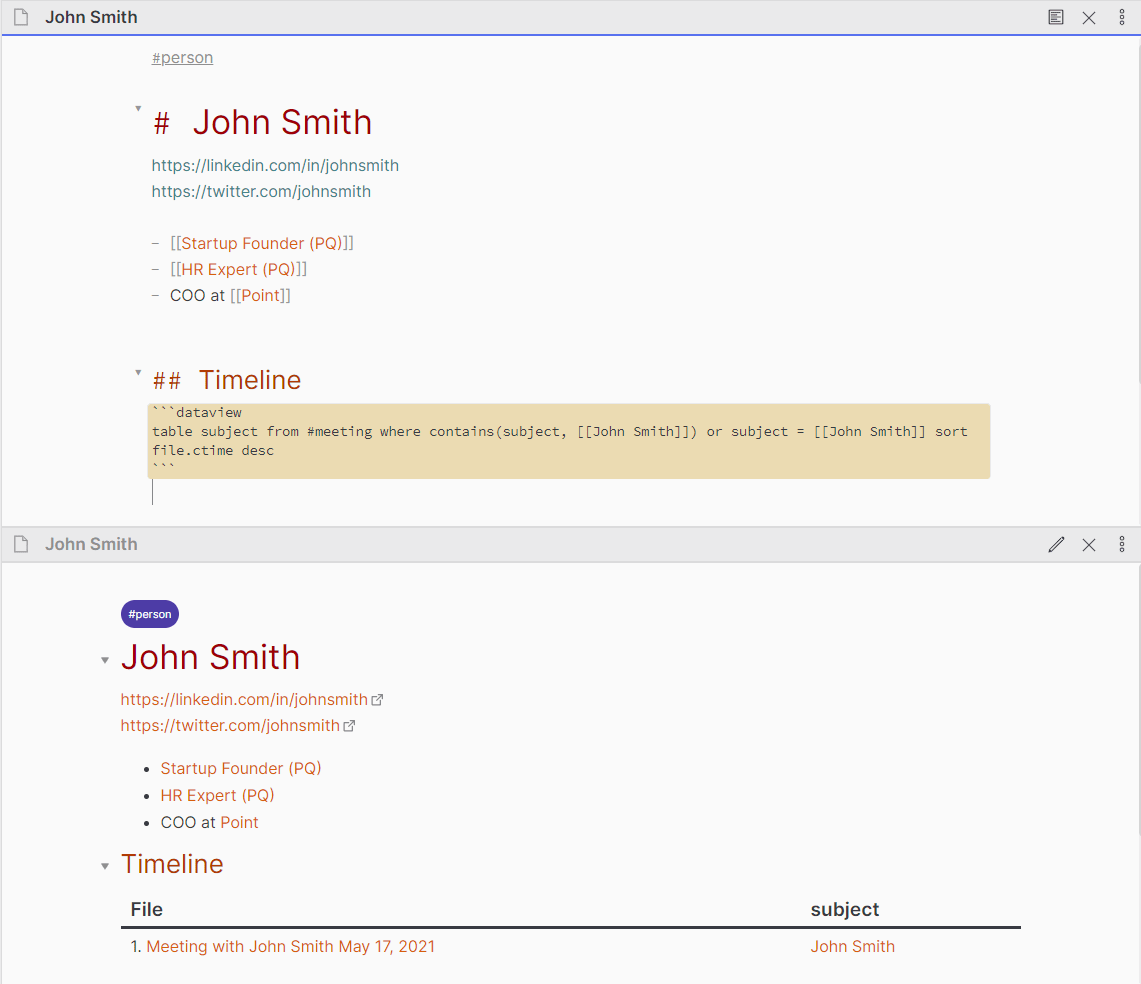 John Smith
#person
# John Smith
https://linkedin.com/in/johnsmith
https://twitter.com/johnsmith
- [[Startup Founder (PQ)]]
- [[HR Expert (PQ)]]
- COO at [[Point]]
## Timeline
```dataview
table subject from #meeting where contains(subject, [[John Smith]]) or subject = [[John Smith]] sort
file.ctime desc
```
John Smith
#person
John Smith
https://linkedin.com/in/johnsmith
https://twitter.com/johnsmith
• Startup Founder (PQ)
• HR Expert (PQ)
• COO at Point
Timeline
File subject
1. Meeting with John Smith May 17, 2021 John Smith